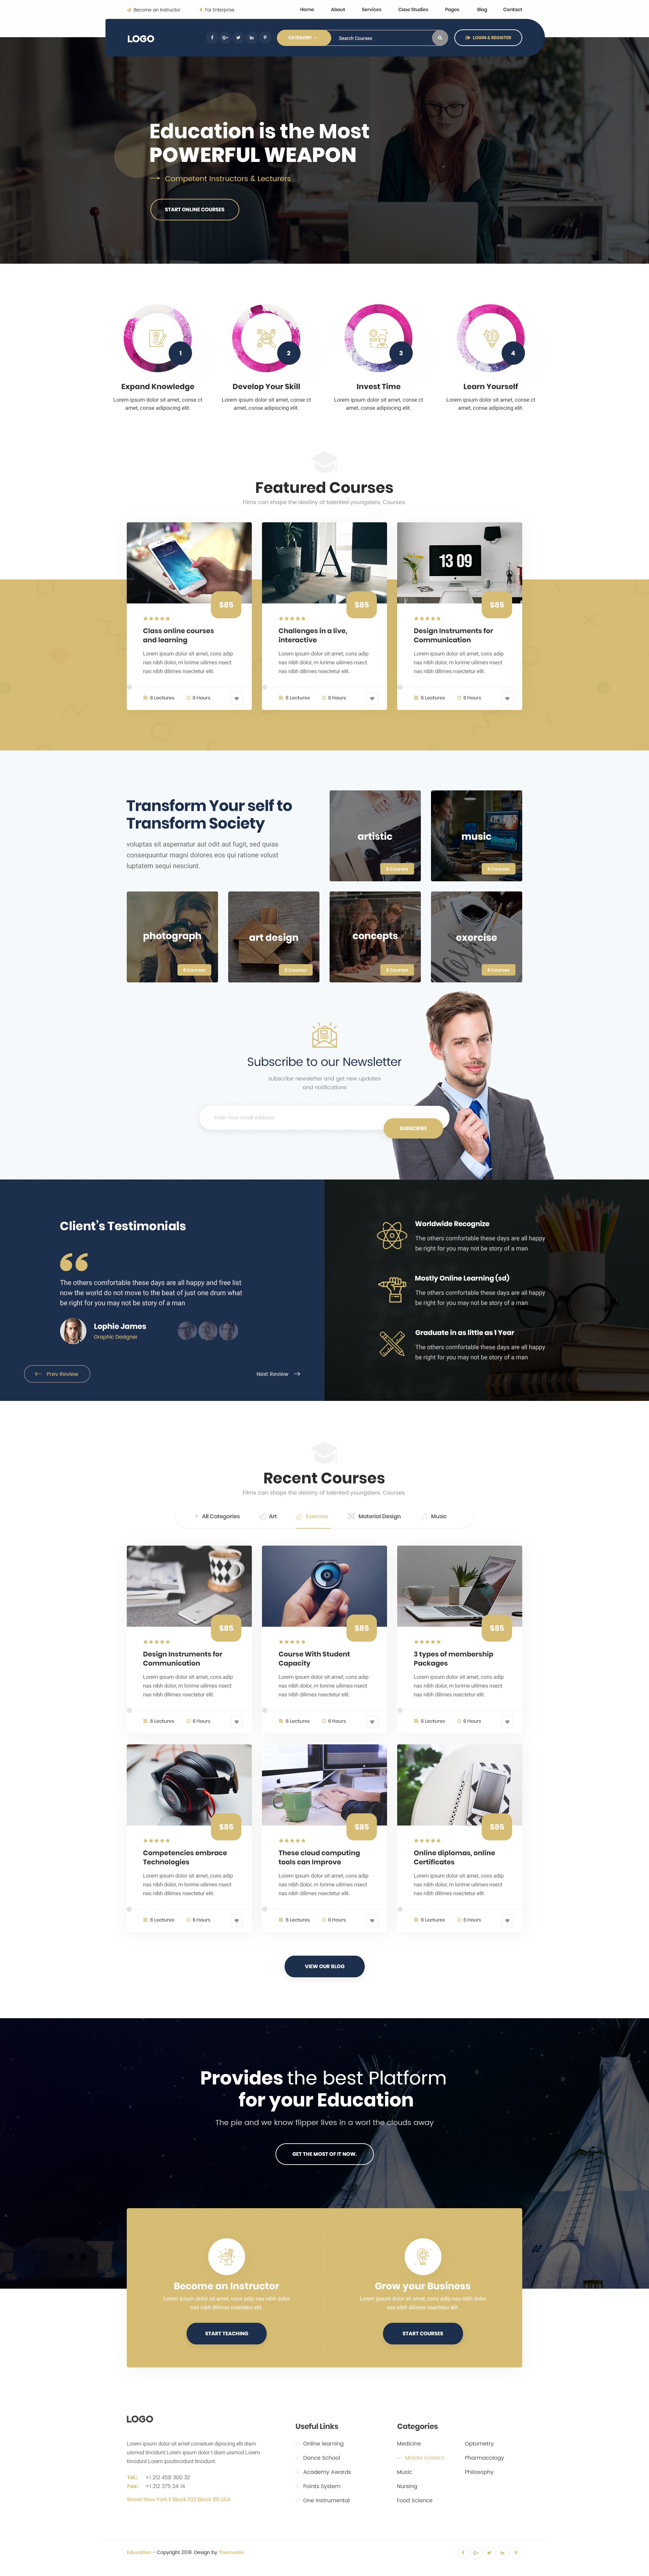 Become an Instructor
For Enterprise
Home
About
Services
Case Studies
Pages
Blog
Contact
LOGO
CATEGORY
Search Courses
LOGIN & REGISTER
Education is the Most
POWERFUL WEAPON
Competent Instructors & Lecturers
START ONLINE COURSES
1
2
3
4
Expand Knowledge
Develop Your Skill
Invest Time
Learn Yourself
Lorem ipsum dolor sit amet, conse ct
amet, conse adipiscing elit.
Lorem ipsum dolor sit amet, conse ct
amet, conse adipiscing elit.
Lorem ipsum dolor sit amet, conse ct
amet, conse adipiscing elit.
Lorem ipsum dolor sit amet, conse ct
amet, conse adipiscing elit.
Featured Courses
Films can shape the destiny of talented youngsters, Courses.
$85
Class online courses
and learning
Lorem ipsum dolor sit amet, cons adip
nas nibh dolor, m lorime ulimes nsect
nas nibh dilimes nsectetur elit.
8 Lectures
6 Hours
A
$85
Challenges in a live,
interactive
Lorem ipsum dolor sit amet, cons adip
nas nibh dolor, m lorime ulimes nsect
nas nibh dilimes nsectetur elit.
8 Lectures
6 Hours
13 09
$85
Design Instruments for
Communication
Lorem ipsum dolor sit amet, cons adip
nas nibh dolor, m lorime ulimes nsect
nas nibh dilimes nsectetur elit.
8 Lectures
6 Hours
Transform Your self to
Transform Society
voluptas sit aspernatur aut odit aut fugit, sed quias
consequuntur magni dolores eos qui ratione volust
luptatem sequi nesciunt.
artistic
8 Courses
music
8 Courses
photograph
8 Courses
art design
8 Courses
concepts
8 Courses
exercise
8 Courses
Subscribe to our Newsletter
subscribe newsletter and get new updates
and notifications
Enter Your Email Address
SUBSCRIBE
Client's Testimonials
The others comfortable these days are all happy and free list
now the world do not move to the beat of just one drum what
be right for you may not be story of a man
Lophie James
Graphic Designer
Prev Review
Next Review
Worldwide Recognize
The others comfortable these days are all happy
be right for you may not be story of a man
Mostly Online Learning (sd)
The others comfortable these days are all happy
be right for you may not be story of a man
Graduate in as little as 1 Year
The others comfortable these days are all happy
be right for you may not be story of a man
Recent Courses
Films can shape the destiny of talented youngsters, Courses.
All Categories
Art
Exercise
Material Design
Music
$85
Design Instruments for
Communication
Lorem ipsum dolor sit amet, cons adip
nas nibh dolor, m lorime ulimes nsect
nas nibh dilimes nsectetur elit.
8 Lectures
6 Hours
$85
Course With Student
Capacity
Lorem ipsum dolor sit amet, cons adip
nas nibh dolor, m lorime ulimes nsect
nas nibh dilimes nsectetur elit.
8 Lectures
6 Hours
$85
3 types of membership
Packages
Lorem ipsum dolor sit amet, cons adip
nas nibh dolor, m lorime ulimes nsect
nas nibh dilimes nsectetur elit.
8 Lectures
6 Hours
$85
Competencies embrace
Technologies
Lorem ipsum dolor sit amet, cons adip
nas nibh dolor, m lorime ulimes nsect
nas nibh dilimes nsectetur elit.
8 Lectures
6 Hours
$85
These cloud computing
tools can Improve
Lorem ipsum dolor sit amet, cons adip
nas nibh dolor, m lorime ulimes nsect
nas nibh dilimes nsectetur elit.
8 Lectures
6 Hours
$85
Online diplomas, online
Certificates
Lorem ipsum dolor sit amet, cons adip
nas nibh dolor, m lorime ulimes nsect
nas nibh dilimes nsectetur elit.
8 Lectures
6 Hours
VIEW OUR BLOG
Provides the best Platform
for your Education
The pie and we know flipper lives in a worl the clouds away
GET THE MOST OF IT NOW.
Become an Instructor
Lorem ipsum dolor sit amet, cons adip nas nibh dolor
nas nibh dilimes nsectetur elit.
START TEACHING
Grow your Business
Lorem ipsum dolor sit amet, cons adip nas nibh dolor
nas nibh dilimes nsectetur elit.
START COURSES
LOGO
Lorem ipsum dolor sit amet consetuer dipiscing elit diam
usmod tincidunt Lorem ipsum dolor t diam usmod Lorem
tincidunt Lorem ipsutincidunt tincidunt.
Tel.: +1 212 458 300 32
Fax: +1 212 375 24 14
Street New York E Block 922 Block 69 USA
Useful Links
Online learning
Dance School
Academy Awards
Points System
One Instrumental
Categories
Medicine
Middle Eastern
Music
Nursing
Food Science
Optometry
Pharmacology
Philosophy
Education - Copyright 2018. Design by